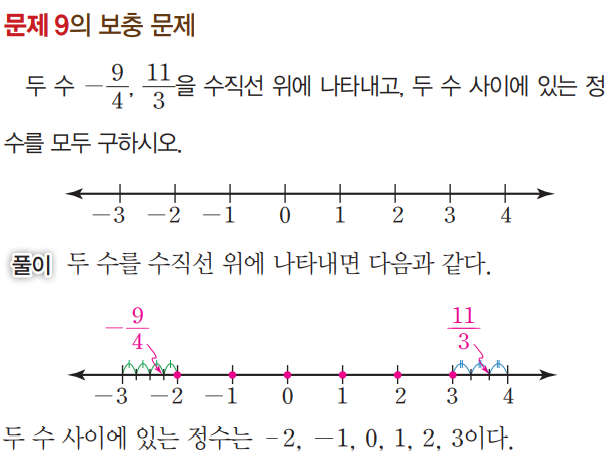 문제 9의 보충 문제
두 수 −9/4, 11/3을 수직선 위에 나타내고, 두 수 사이에 있는 정
수를 모두 구하시오.
−3 −2 −1 0 1 2 3 4
풀이 두 수를 수직선 위에 나타내면 다음과 같다.
−9/4 11/3
−3 −2 −1 0 1 2 3 4
두 수 사이에 있는 정수는 -2, −1, 0, 1, 2, 3이다.